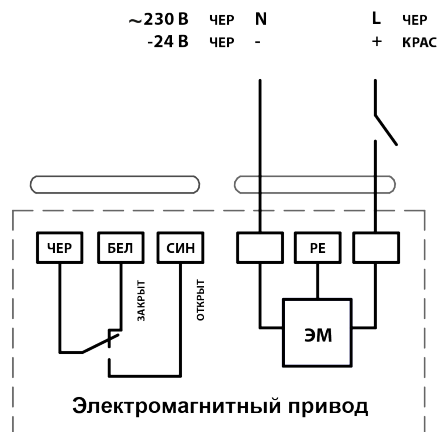 ~230 В ЧЕР N L ЧЕР
-24 В ЧЕР - + КРАС
ЧЕР БЕЛ СИН PE
ЗАКРЫТ
ОТКРЫТ
ЭМ
Электромагнитный привод